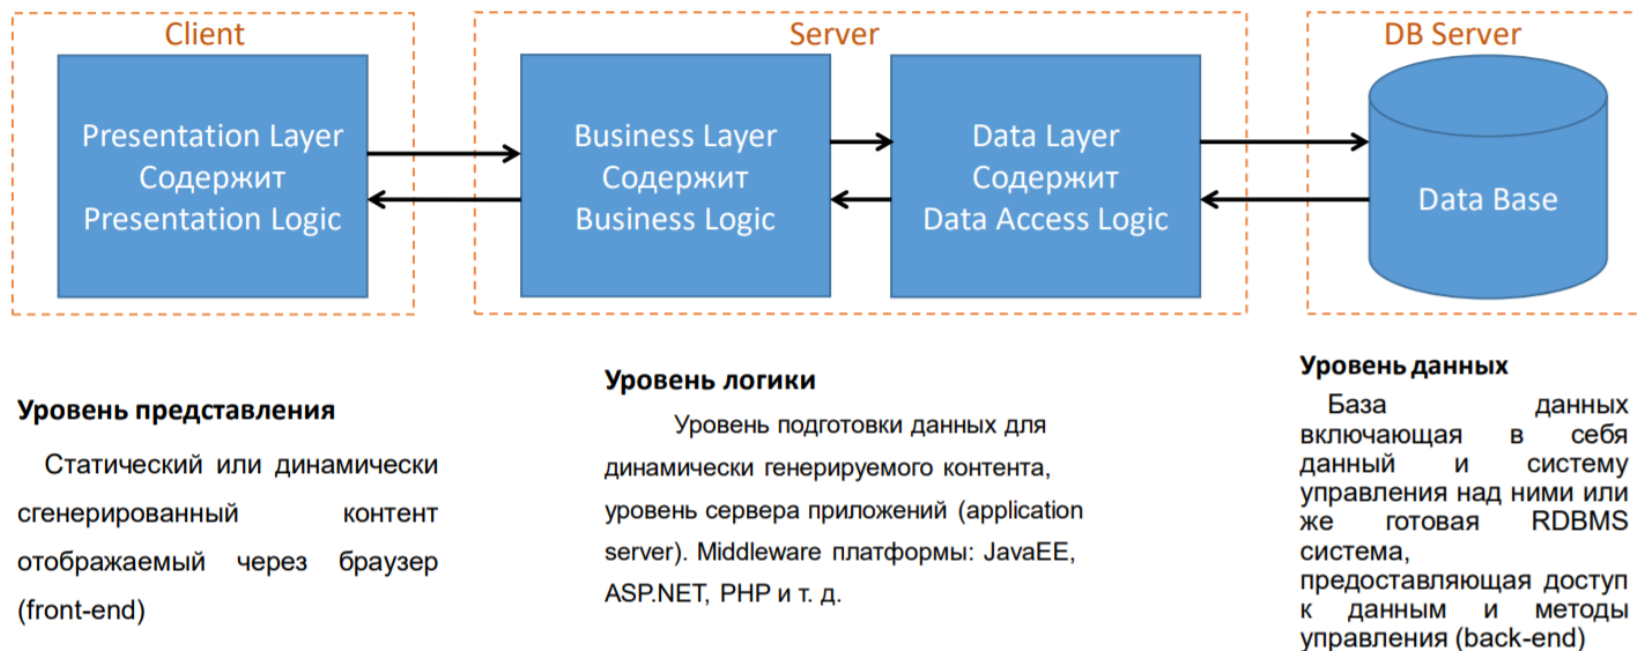 Client
Server
DB Server
Presentation Layer
Содержит
Presentation Logic
Business Layer
Содержит
Business Logic
Data Layer
Содержит
Data Access Logic
Data Base
Уровень представления
Статический или динамически
сгенерированный контент
отображаемый через браузер
(front-end)
Уровень логики
Уровень подготовки данных для
динамически генерируемого контента,
уровень сервера приложений (application
server). Middleware платформы: JavaEE,
ASP.NET, PHP и т. д.
Уровень данных
База данных
включающая в себя
данный и систему
управления над ними или
же готовая RDBMS
система,
предоставляющая доступ
к данным и методы
управления (back-end)